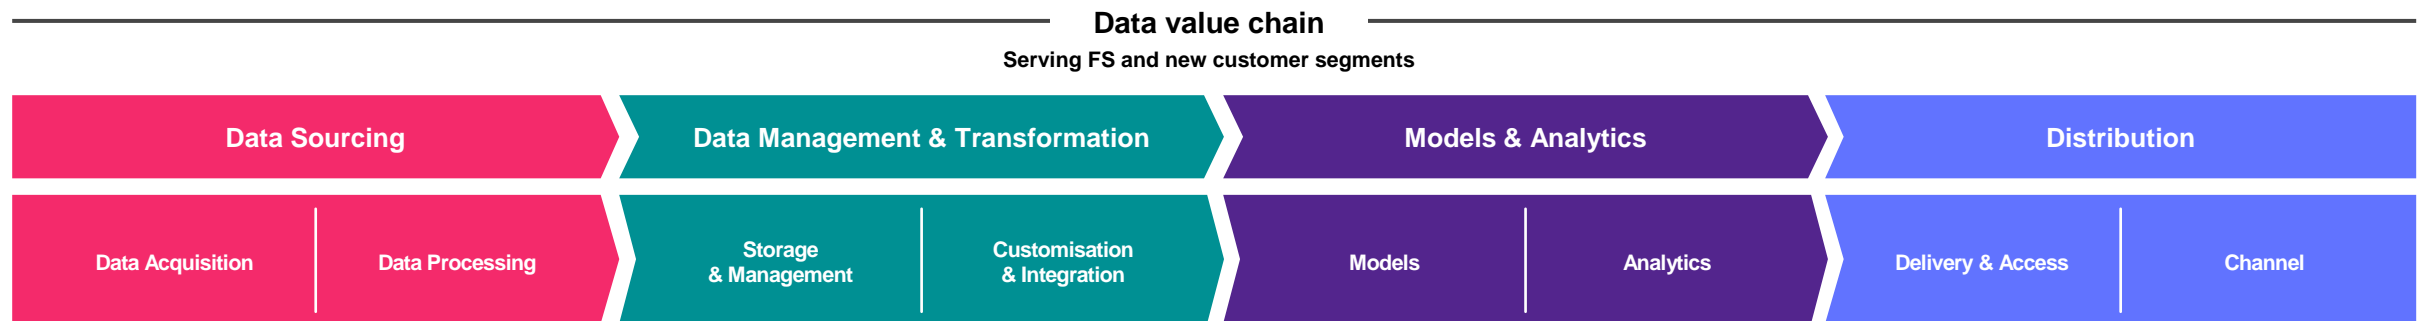 Data value chain
Serving FS and new customer segments
Data Sourcing
Data Management & Transformation
Models & Analytics
Distribution
Data Acquisition
Data Processing
Storage
& Management
Customisation
& Integration
Models
Analytics
Delivery & Access
Channel